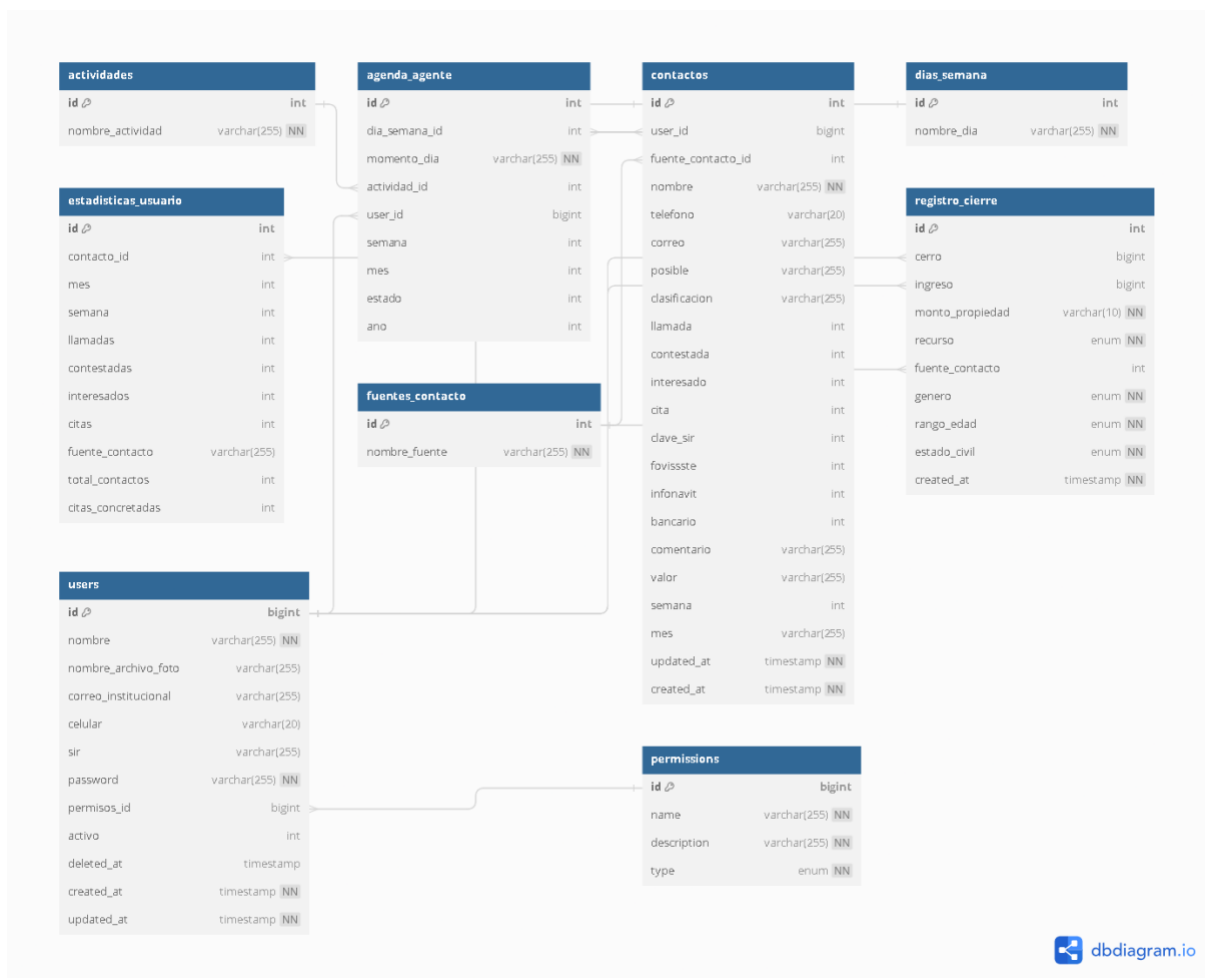 actividades
id int
nombre_actividad varchar(255) NN
agenda_agente
id int
dia_semana_id int
momento_dia varchar(255) NN
actividad_id int
user_id bigint
semana int
mes int
estado int
ano int
contactos
id int
user_id bigint
fuente_contacto_id int
nombre varchar(255) NN
telefono varchar(20)
correo varchar(255)
posible varchar(255)
clasificacion varchar(255)
llamada int
contestada int
interesado int
cita int
clave_sir int
fovissste int
infonavit int
bancario int
comentario varchar(255)
valor varchar(255)
semana int
mes varchar(255)
updated_at timestamp NN
created_at timestamp NN
dias_semana
id int
nombre_dia varchar(255) NN
estadisticas_usuario
id int
contacto_id int
mes int
semana int
llamadas int
contestadas int
interesados int
citas int
fuente_contacto varchar(255)
total_contactos int
citas_concretadas int
registro_cierre
id int
cerro bigint
ingreso bigint
monto_propiedad varchar(10) NN
recurso enum NN
fuente_contacto int
genero enum NN
rango_edad enum NN
estado_civil enum NN
created_at timestamp NN
fuentes_contacto
id int
nombre_fuente varchar(255) NN
users
id bigint
nombre varchar(255) NN
nombre_archivo_foto varchar(255)
correo_institucional varchar(255)
celular varchar(20)
sir varchar(255)
password varchar(255) NN
permisos_id bigint
activo int
deleted_at timestamp
created_at timestamp NN
updated_at timestamp NN
permissions
id bigint
name varchar(255) NN
description varchar(255) NN
type enum NN
dbdiagram.io